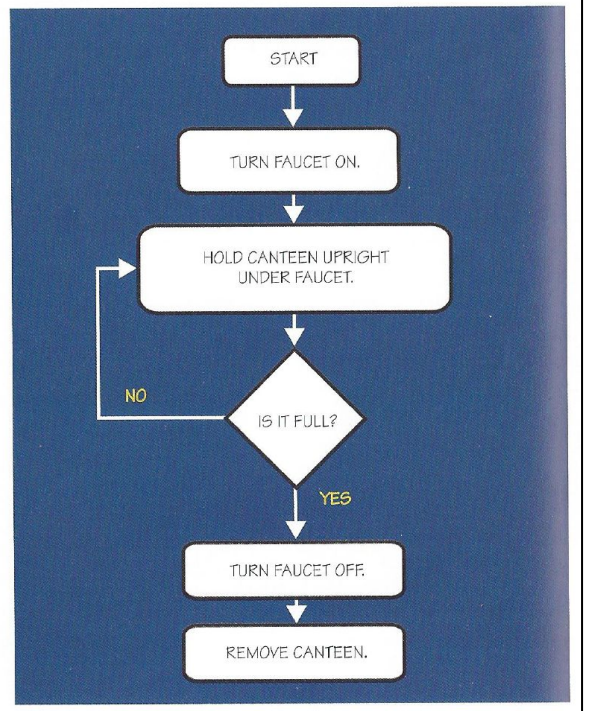 START
TURN FAUCET ON.
HOLD CANTEEN UPRIGHT
UNDER FAUCET.
IS IT FULL?
NO
YES
TURN FAUCET OFF.
REMOVE CANTEEN.